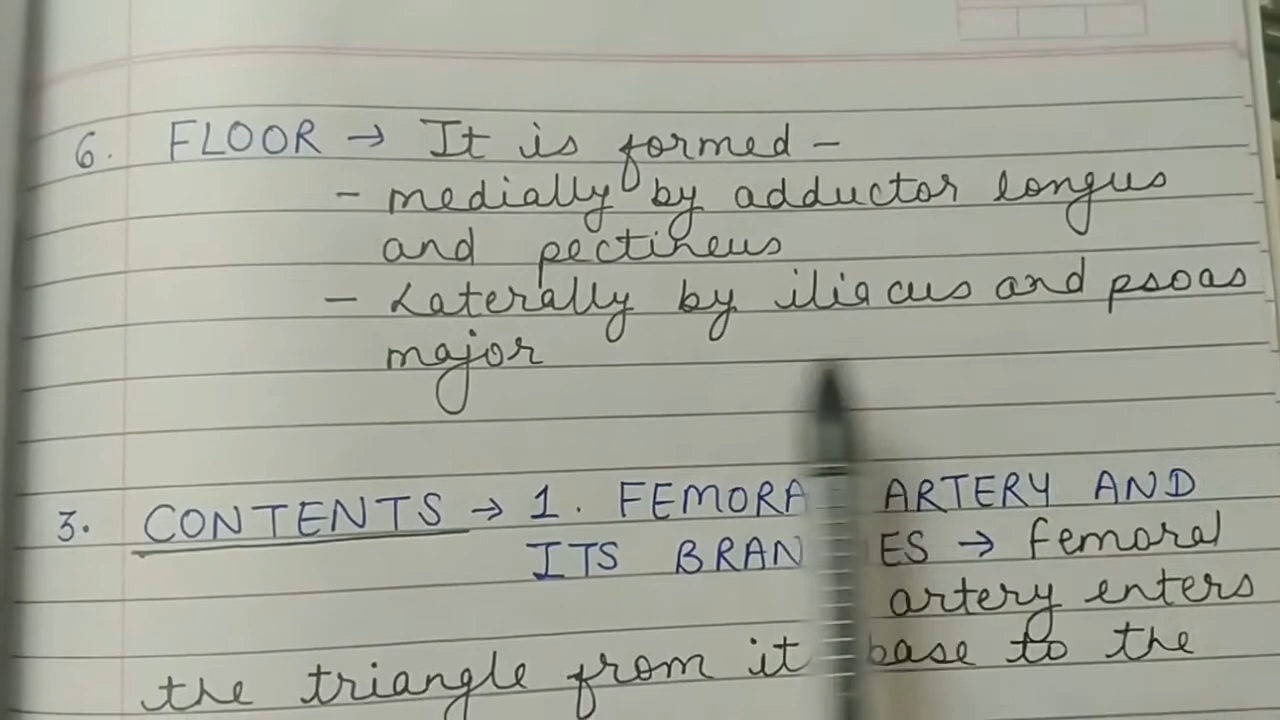 6. FLOOR → It is formed -
- medially by adductor longus
and pectineus
- Laterally by iliacus and psoas
major
3. CONTENTS → 1. FEMORA ARTERY AND
ITS BRAN ES → femoral
artery enters
the triangle from it base to the